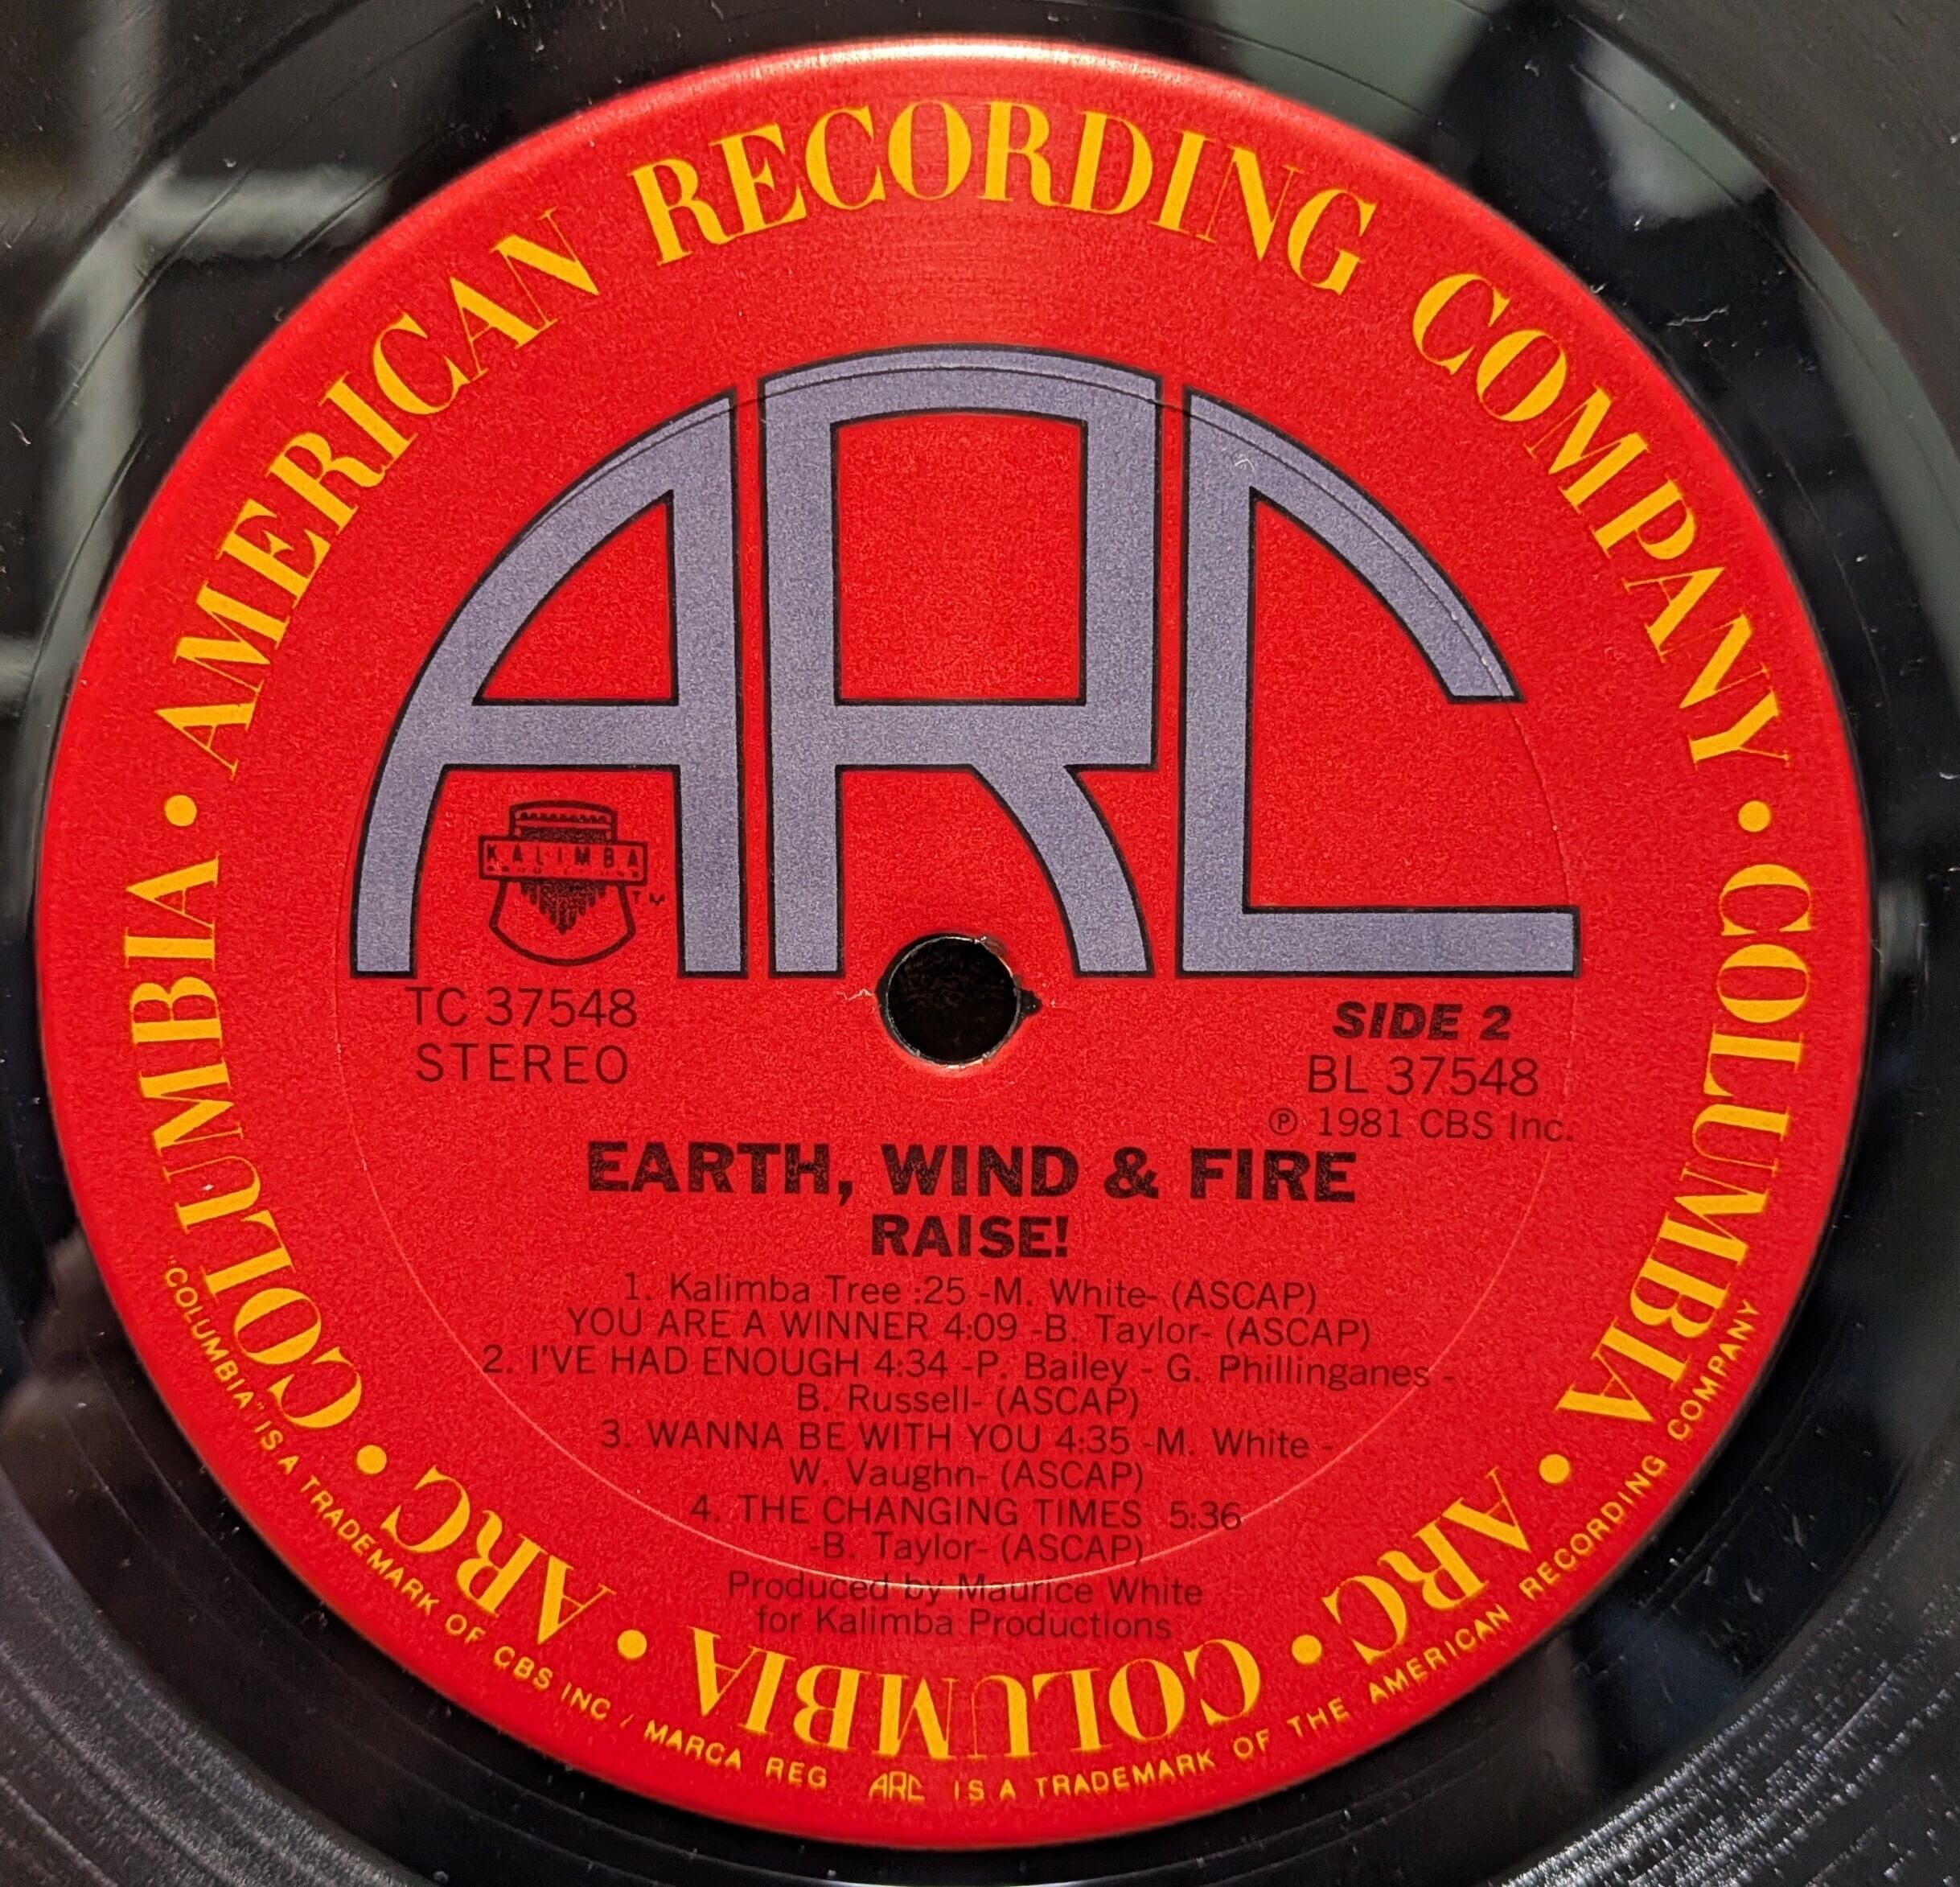 • AMERICAN RECORDING COMPANY • COLUMBIA • ARC • COLUMBIA • ARC • COLUMBIA
ARC
KALIMBA
TM
TC 37548
STEREO
SIDE 2
BL 37548
℗ 1981 CBS Inc.
EARTH, WIND & FIRE
RAISE!
1. Kalimba Tree :25 -M. White- (ASCAP)
YOU ARE A WINNER 4:09 -B. Taylor- (ASCAP)
2. I'VE HAD ENOUGH 4:34 -P. Bailey - G. Phillinganes -
B. Russell- (ASCAP)
3. WANNA BE WITH YOU 4:35 -M. White -
W. Vaughn- (ASCAP)
4. THE CHANGING TIMES 5:36
-B. Taylor- (ASCAP)
Produced by Maurice White
for Kalimba Productions
"COLUMBIA" IS A TRADEMARK OF CBS INC / MARCA REG ARC IS A TRADEMARK OF THE AMERICAN RECORDING COMPANY